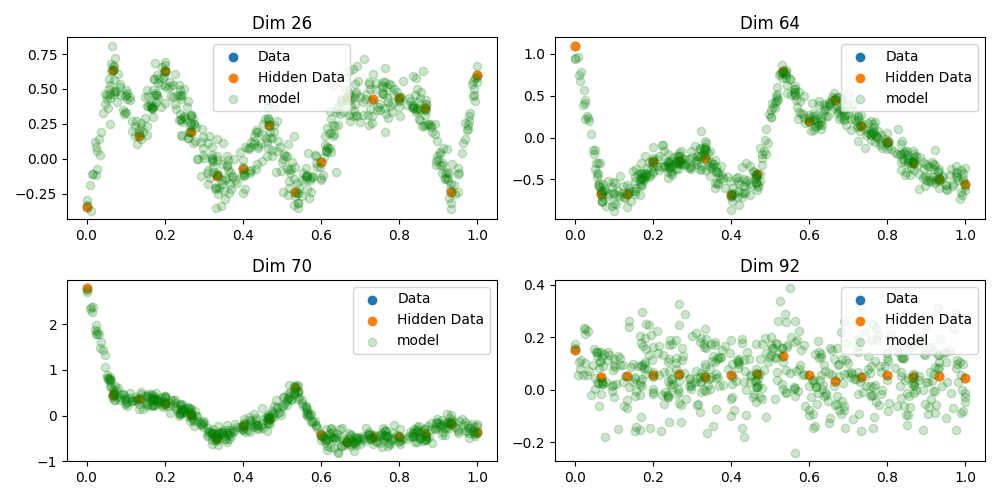 Dim 26
Data
Hidden Data
model
0.75
0.50
0.25
0.00
−0.25
0.0 0.2 0.4 0.6 0.8 1.0
Dim 64
Data
Hidden Data
model
1.0
0.5
0.0
−0.5
0.0 0.2 0.4 0.6 0.8 1.0
Dim 70
Data
Hidden Data
model
2
1
0
−1
0.0 0.2 0.4 0.6 0.8 1.0
Dim 92
Data
Hidden Data
model
0.4
0.2
0.0
−0.2
0.0 0.2 0.4 0.6 0.8 1.0